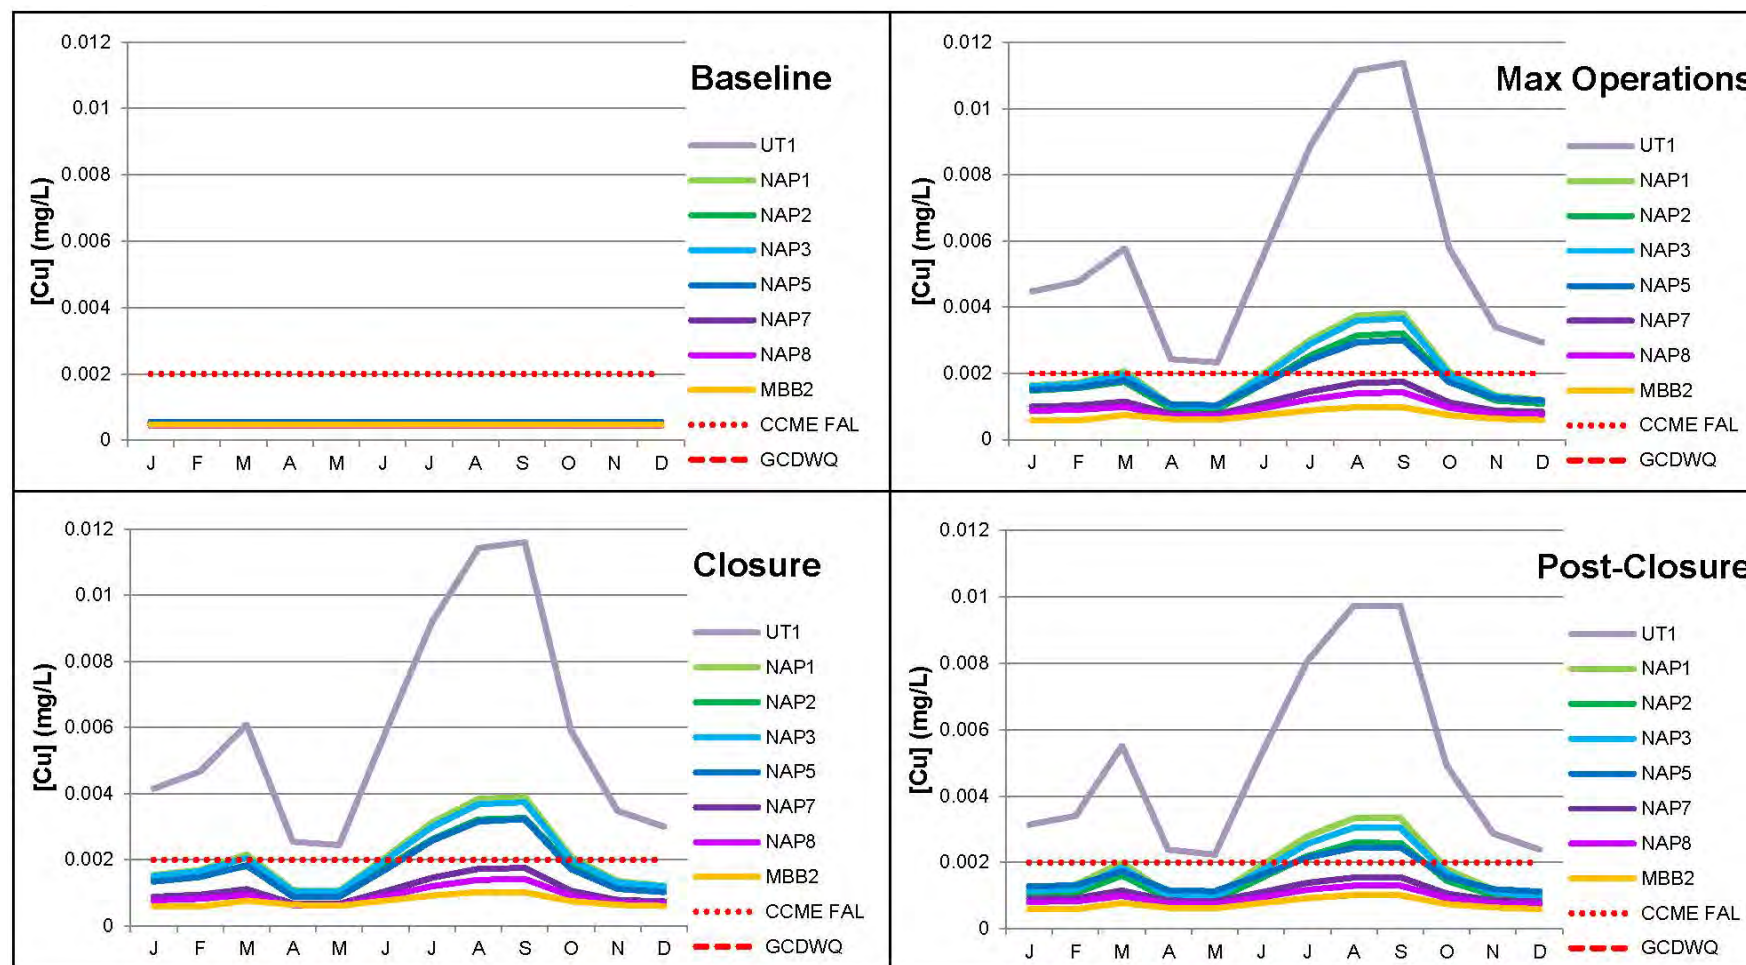 Baseline
[Cu] (mg/L)
0.012
0.01
0.008
0.006
0.004
0.002
0
J F M A M J J A S O N D
UT1
NAP1
NAP2
NAP3
NAP5
NAP7
NAP8
MBB2
CCME FAL
GCDWQ
Max Operations
[Cu] (mg/L)
0.012
0.01
0.008
0.006
0.004
0.002
0
J F M A M J J A S O N D
UT1
NAP1
NAP2
NAP3
NAP5
NAP7
NAP8
MBB2
CCME FAL
GCDWQ
Closure
[Cu] (mg/L)
0.012
0.01
0.008
0.006
0.004
0.002
0
J F M A M J J A S O N D
UT1
NAP1
NAP2
NAP3
NAP5
NAP7
NAP8
MBB2
CCME FAL
GCDWQ
Post-Closure
[Cu] (mg/L)
0.012
0.01
0.008
0.006
0.004
0.002
0
J F M A M J J A S O N D
UT1
NAP1
NAP2
NAP3
NAP5
NAP7
NAP8
MBB2
CCME FAL
GCDWQ